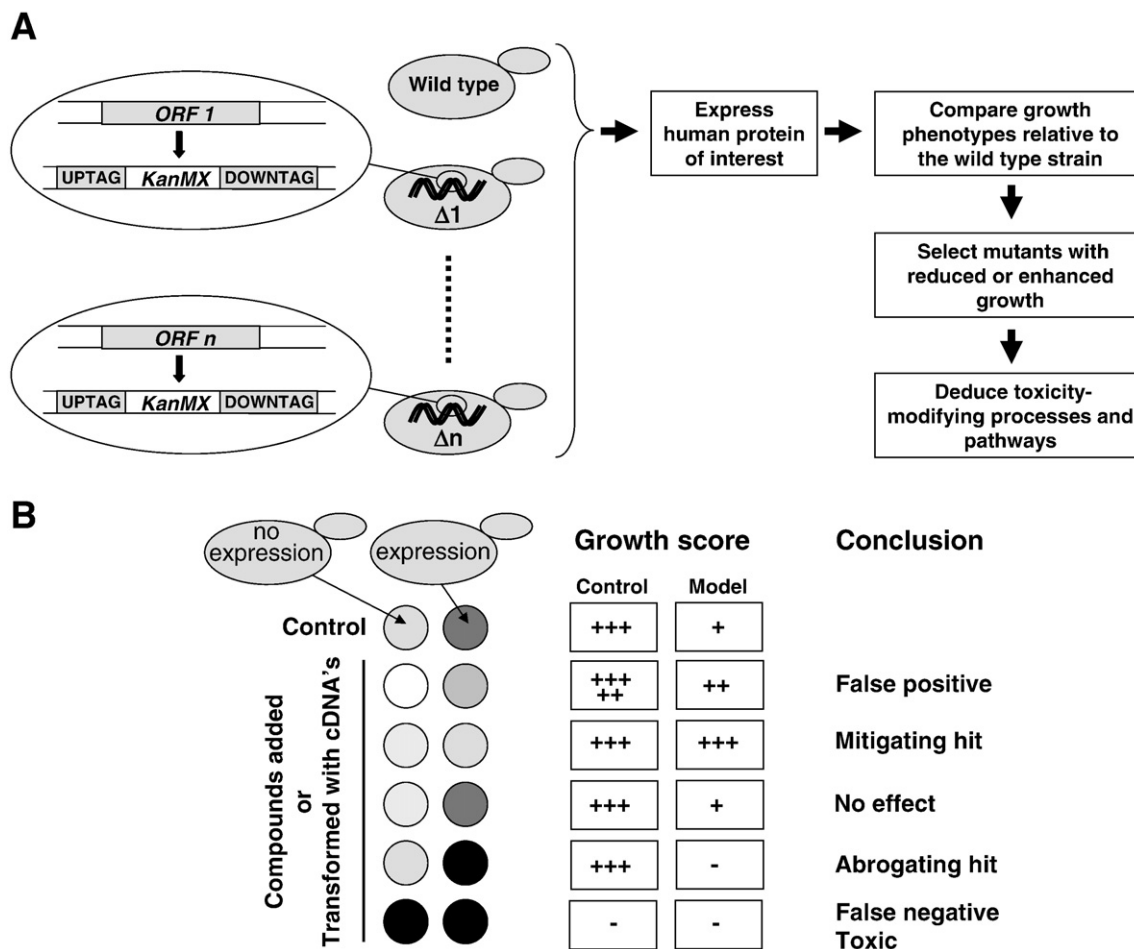 A
ORF 1
UPTAG KanMX DOWNTAG
Wild type
Δ1
ORF n
UPTAG KanMX DOWNTAG
Δn
Express
human protein
of interest
Compare growth
phenotypes relative to
the wild type strain
Select mutants with
reduced or enhanced
growth
Deduce toxicity-
modifying processes and
pathways
B
no
expression
expression
Growth score
Conclusion
Control
Model
Control
+++
+
Compounds added
or
Transformed with cDNA's
+++
++
++
False positive
+++
+++
Mitigating hit
+++
+
No effect
+++
-
Abrogating hit
-
-
False negative
Toxic